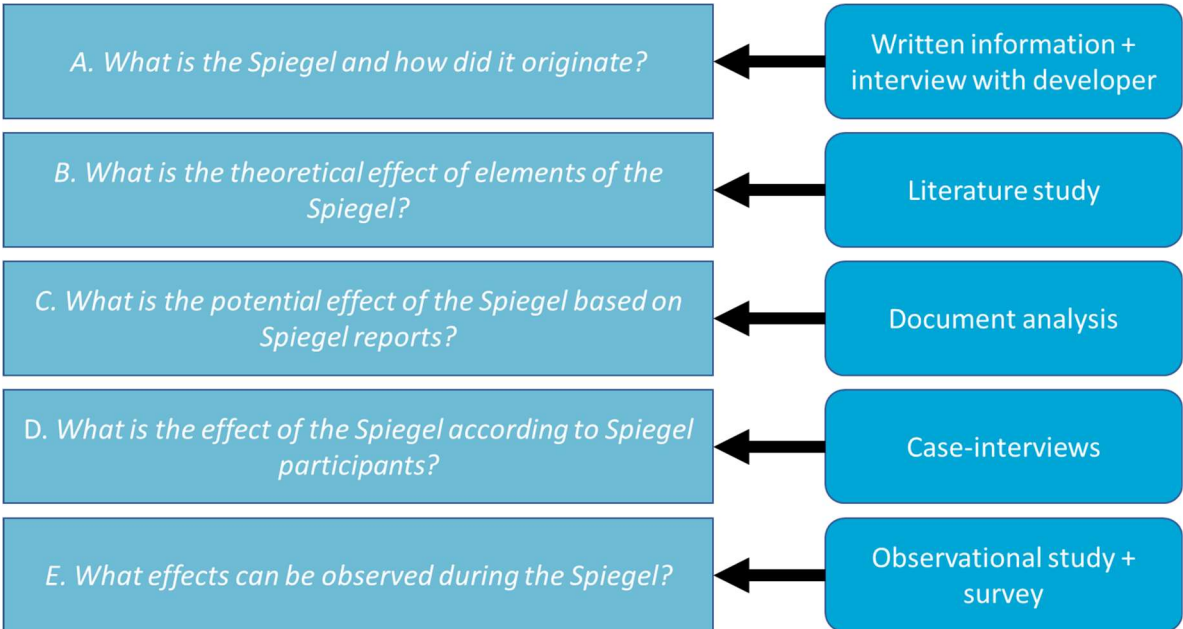 A. What is the Spiegel and how did it originate?
Written information +
interview with developer
B. What is the theoretical effect of elements of the
Spiegel?
Literature study
C. What is the potential effect of the Spiegel based on
Spiegel reports?
Document analysis
D. What is the effect of the Spiegel according to Spiegel
participants?
Case-interviews
E. What effects can be observed during the Spiegel?
Observational study +
survey